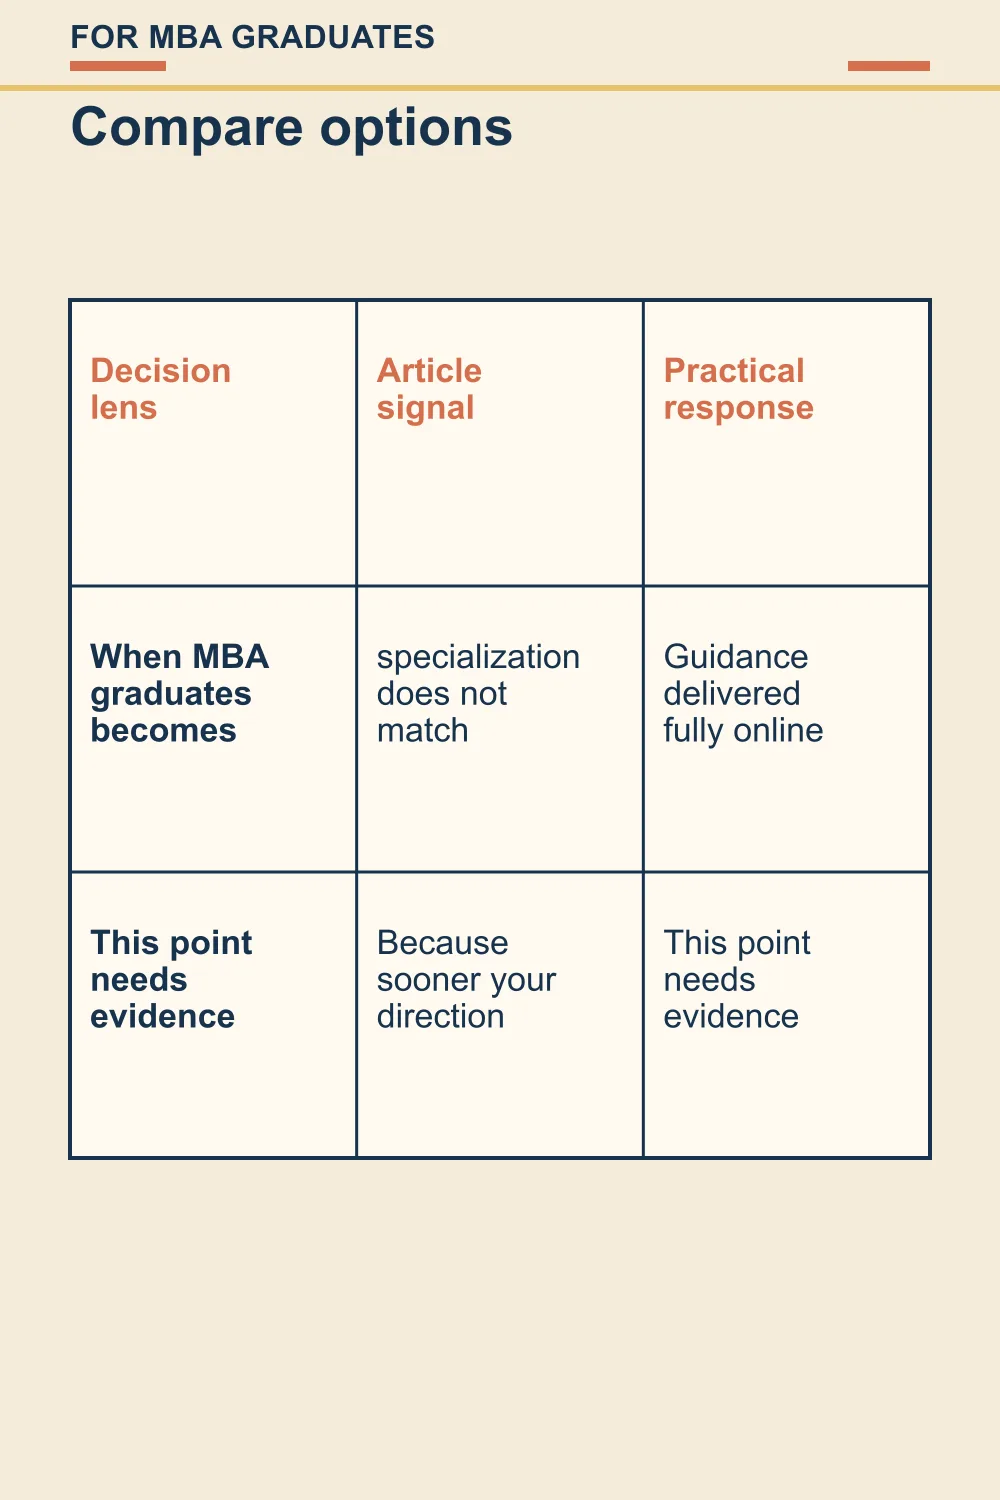 FOR MBA GRADUATES
Compare options
Decision
lens
Article
signal
Practical
response
When MBA
graduates
becomes
specialization
does not
match
Guidance
delivered
fully online
This point
needs
evidence
Because
sooner your
direction
This point
needs
evidence